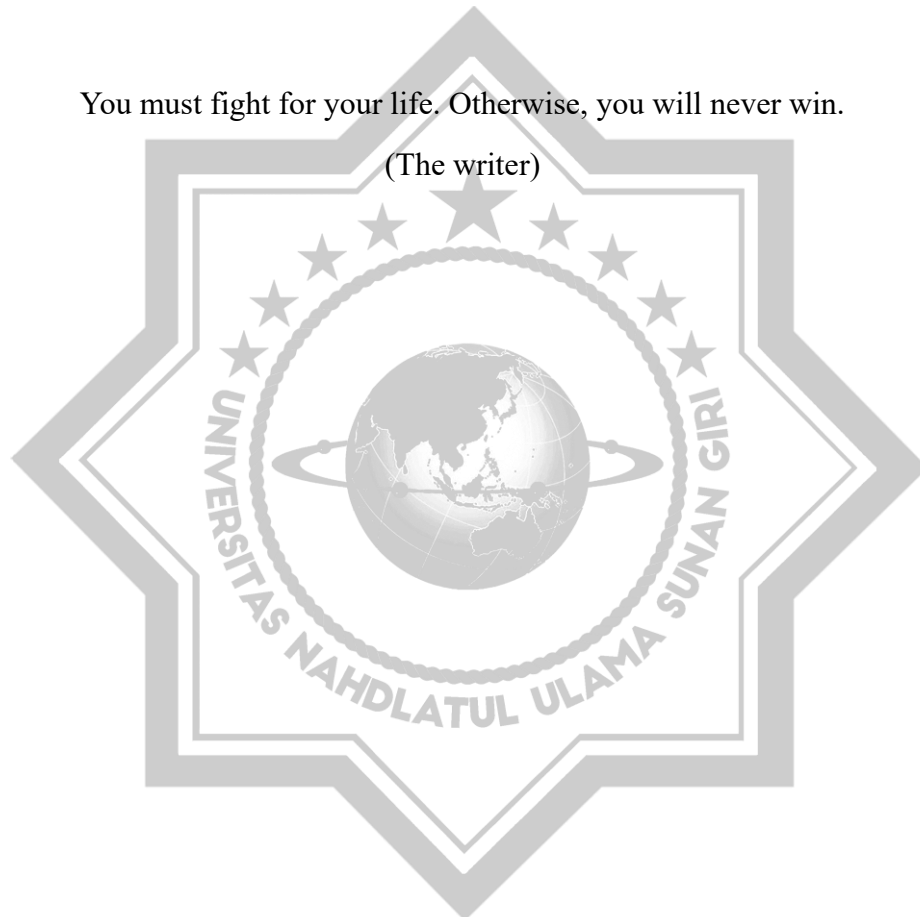 You must fight for your life. Otherwise, you will never win.
(The writer)
UNIVERSITAS NAHDLATUL ULAMA SUNAN GIRI